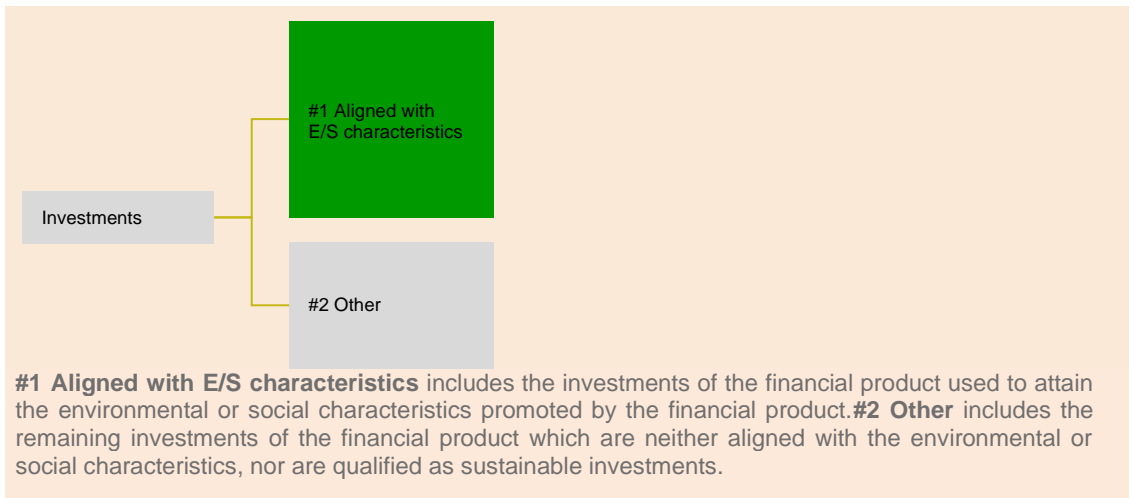 #1 Aligned with
E/S characteristics
Investments
#2 Other
#1 Aligned with E/S characteristics includes the investments of the financial product used to attain
the environmental or social characteristics promoted by the financial product.#2 Other includes the
remaining investments of the financial product which are neither aligned with the environmental or
social characteristics, nor are qualified as sustainable investments.